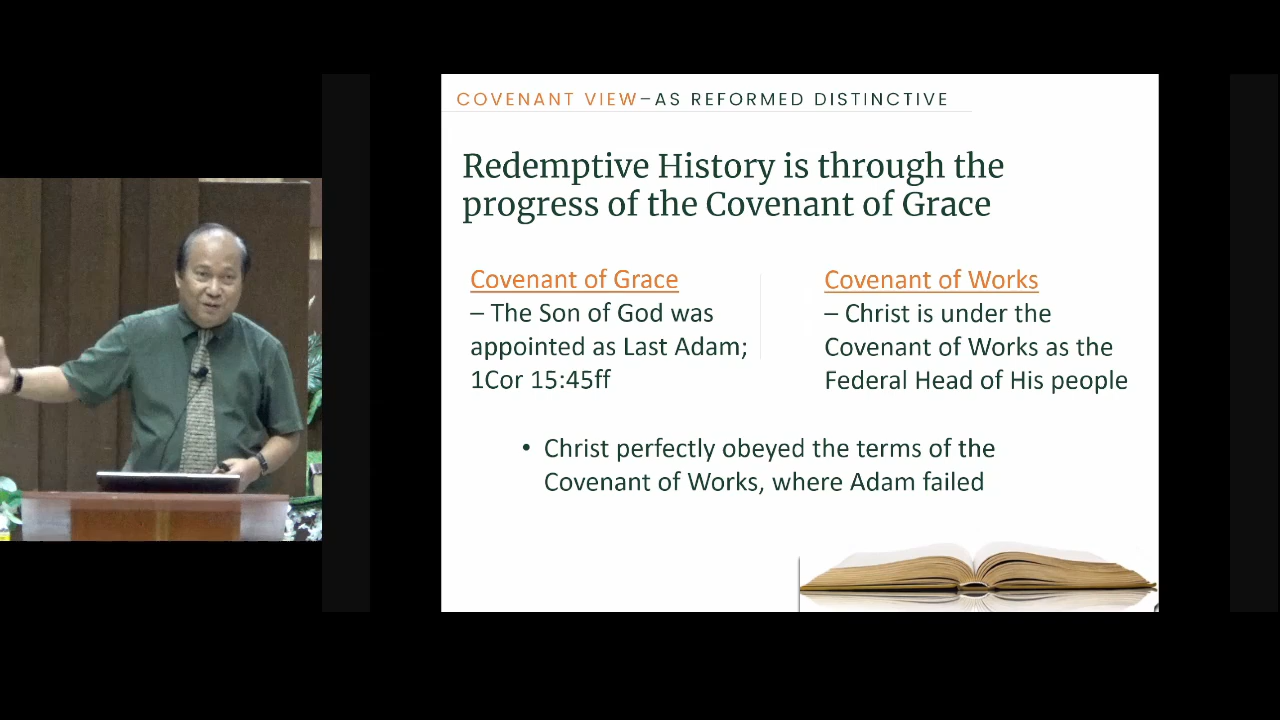 COVENANT VIEW–AS REFORMED DISTINCTIVE
Redemptive History is through the
progress of the Covenant of Grace
Covenant of Grace
– The Son of God was
appointed as Last Adam;
1Cor 15:45ff
Covenant of Works
– Christ is under the
Covenant of Works as the
Federal Head of His people
• Christ perfectly obeyed the terms of the
Covenant of Works, where Adam failed